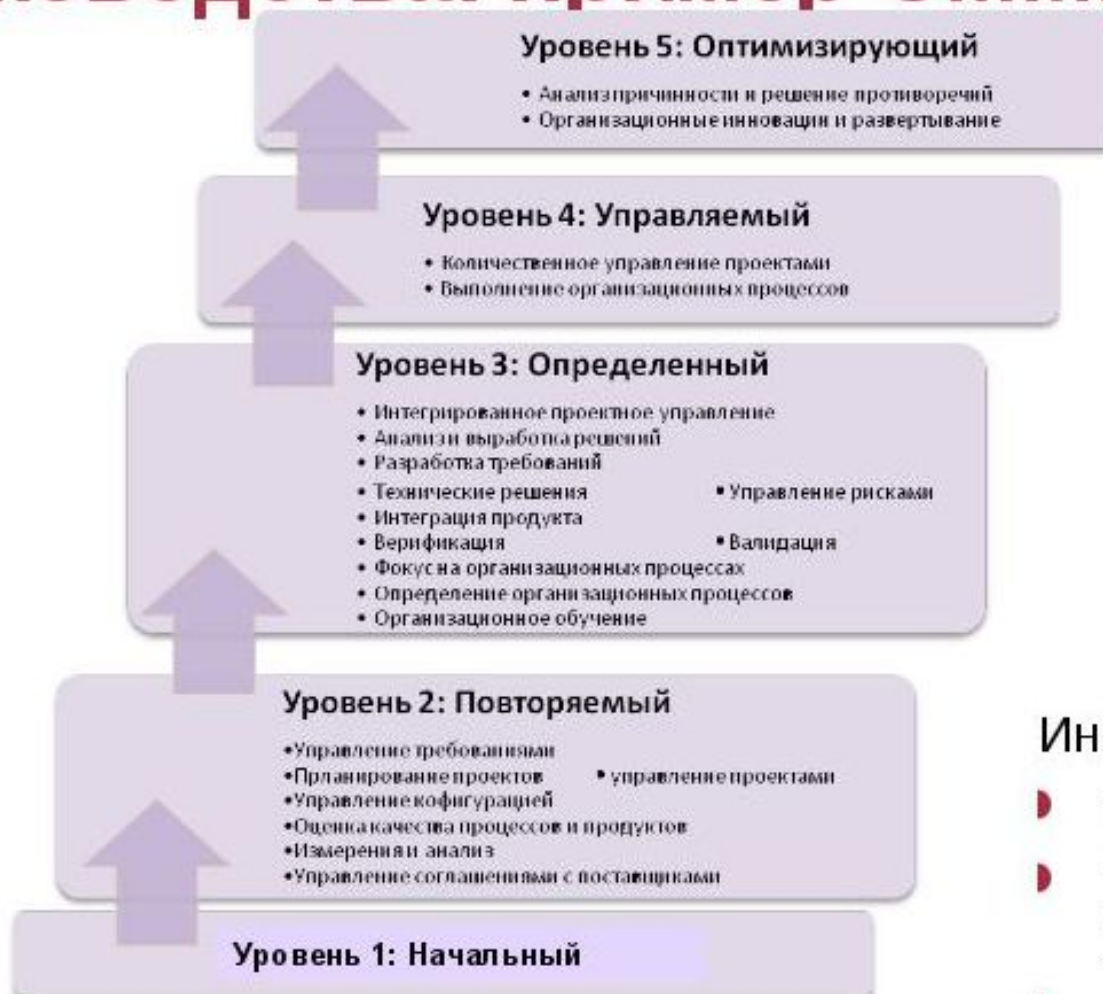 Уровень 5: Оптимизирующий
• Анализ причинности и решение противоречий
• Организационные инновации и развертывание
Уровень 4: Управляемый
• Количественное управление проектами
• Выполнение организационных процессов
Уровень 3: Определенный
• Интегрированное проектное управление
• Анализ и выработка решений
• Разработка требований
• Технические решения • Управление рисками
• Интеграция продукта
• Верификация • Валидация
• Фокус на организационных процессах
• Определение организационных процессов
• Организационное обучение
Уровень 2: Повторяемый
•Управление требованиями
•Прланирование проектов • управление проектами
•Управление кофигурацией
•Оценка качества процессов и продуктов
•Измерения и анализ
•Управление соглашениями с поставщиками
Ин
Уровень 1: Начальный